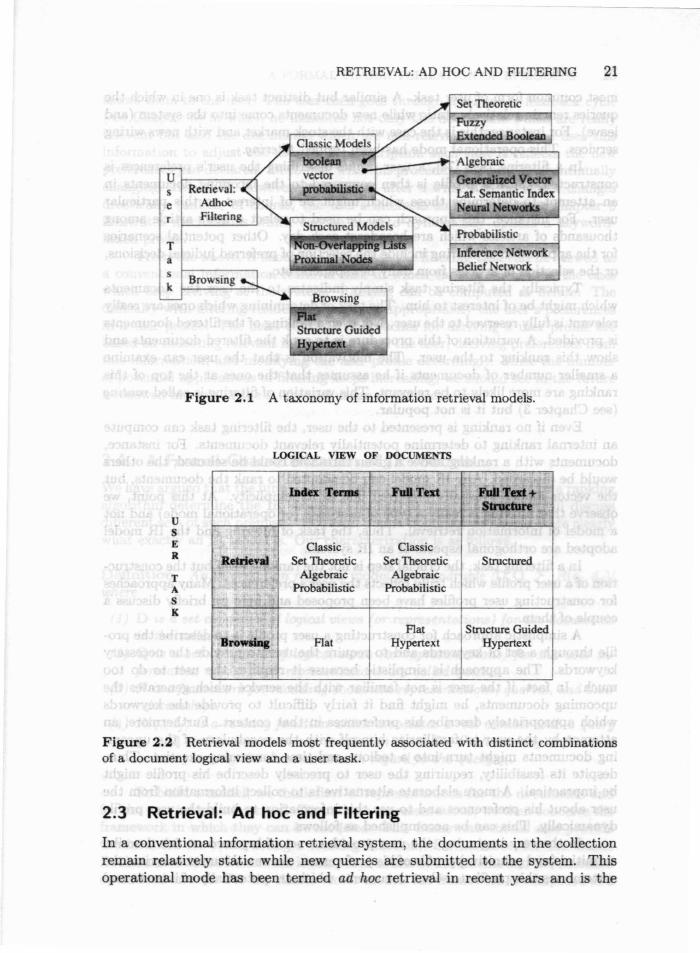 RETRIEVAL: AD HOC AND FILTERING 21
User Task
Retrieval:
Adhoc
Filtering
Browsing
Classic Models
boolean
vector
probabilistic
Structured Models
Non-Overlapping Lists
Proximal Nodes
Browsing
Flat
Structure Guided
Hypertext
Set Theoretic
Fuzzy
Extended Boolean
Algebraic
Generalized Vector
Lat. Semantic Index
Neural Networks
Probabilistic
Inference Network
Belief Network
Figure 2.1 A taxonomy of information retrieval models.
LOGICAL VIEW OF DOCUMENTS
USER TASK
Index Terms Full Text Full Text +
Structure
Retrieval
Classic
Set Theoretic
Algebraic
Probabilistic
Classic
Set Theoretic
Algebraic
Probabilistic
Structured
Browsing
Flat
Flat
Hypertext
Structure Guided
Hypertext
Figure 2.2 Retrieval models most frequently associated with distinct combinations
of a document logical view and a user task.
2.3 Retrieval: Ad hoc and Filtering
In a conventional information retrieval system, the documents in the collection
remain relatively static while new queries are submitted to the system. This
operational mode has been termed ad hoc retrieval in recent years and is the